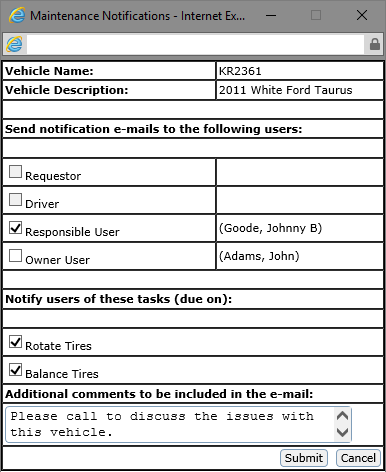 Maintenance Notifications - Internet Ex...
Vehicle Name: KR2361
Vehicle Description: 2011 White Ford Taurus
Send notification e-mails to the following users:
Requestor
Driver
Responsible User (Goode, Johnny B)
Owner User (Adams, John)
Notify users of these tasks (due on):
Rotate Tires
Balance Tires
Additional comments to be included in the e-mail:
Please call to discuss the issues with
this vehicle.
Submit Cancel